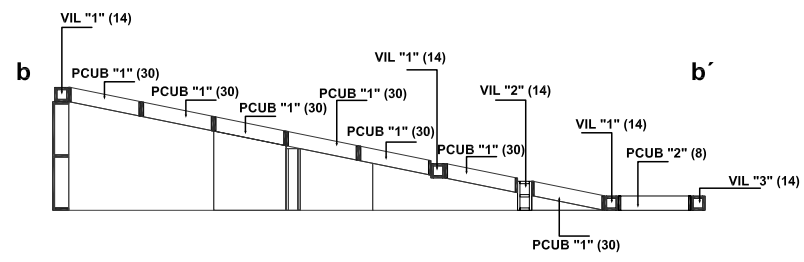 VIL "1" (14)
b
PCUB "1" (30)
PCUB "1" (30)
PCUB "1" (30)
PCUB "1" (30)
PCUB "1" (30)
VIL "1" (14)
PCUB "1" (30)
VIL "2" (14)
b´
VIL "1" (14)
PCUB "2" (8)
VIL "3" (14)
PCUB "1" (30)